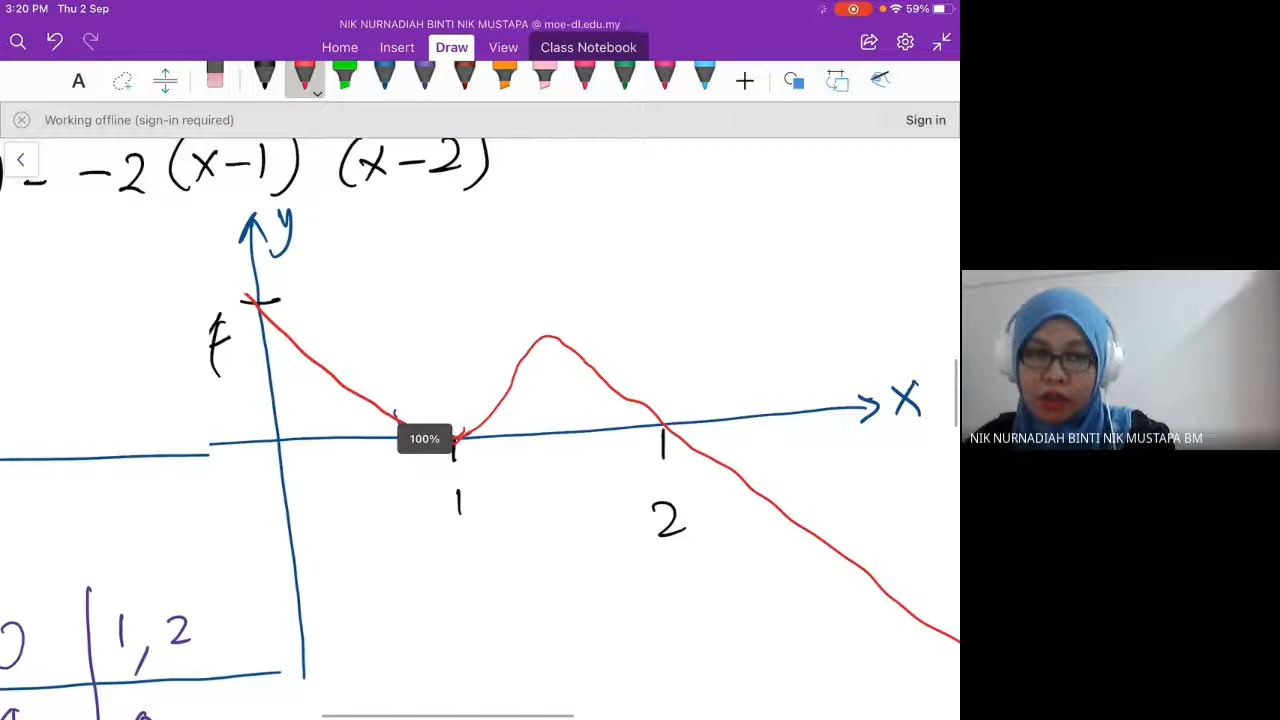 3:20 PM Thu 2 Sep
59%
NIK NURNADIAH BINTI NIK MUSTAPA @ moe-dl.edu.my
Home Insert Draw View Class Notebook
A
Working offline (sign-in required)
Sign in
-2 (x-1) (x-2)
y
x
100%
1
2
1, 2
NIK NURNADIAH BINTI NIK MUSTAPA BM